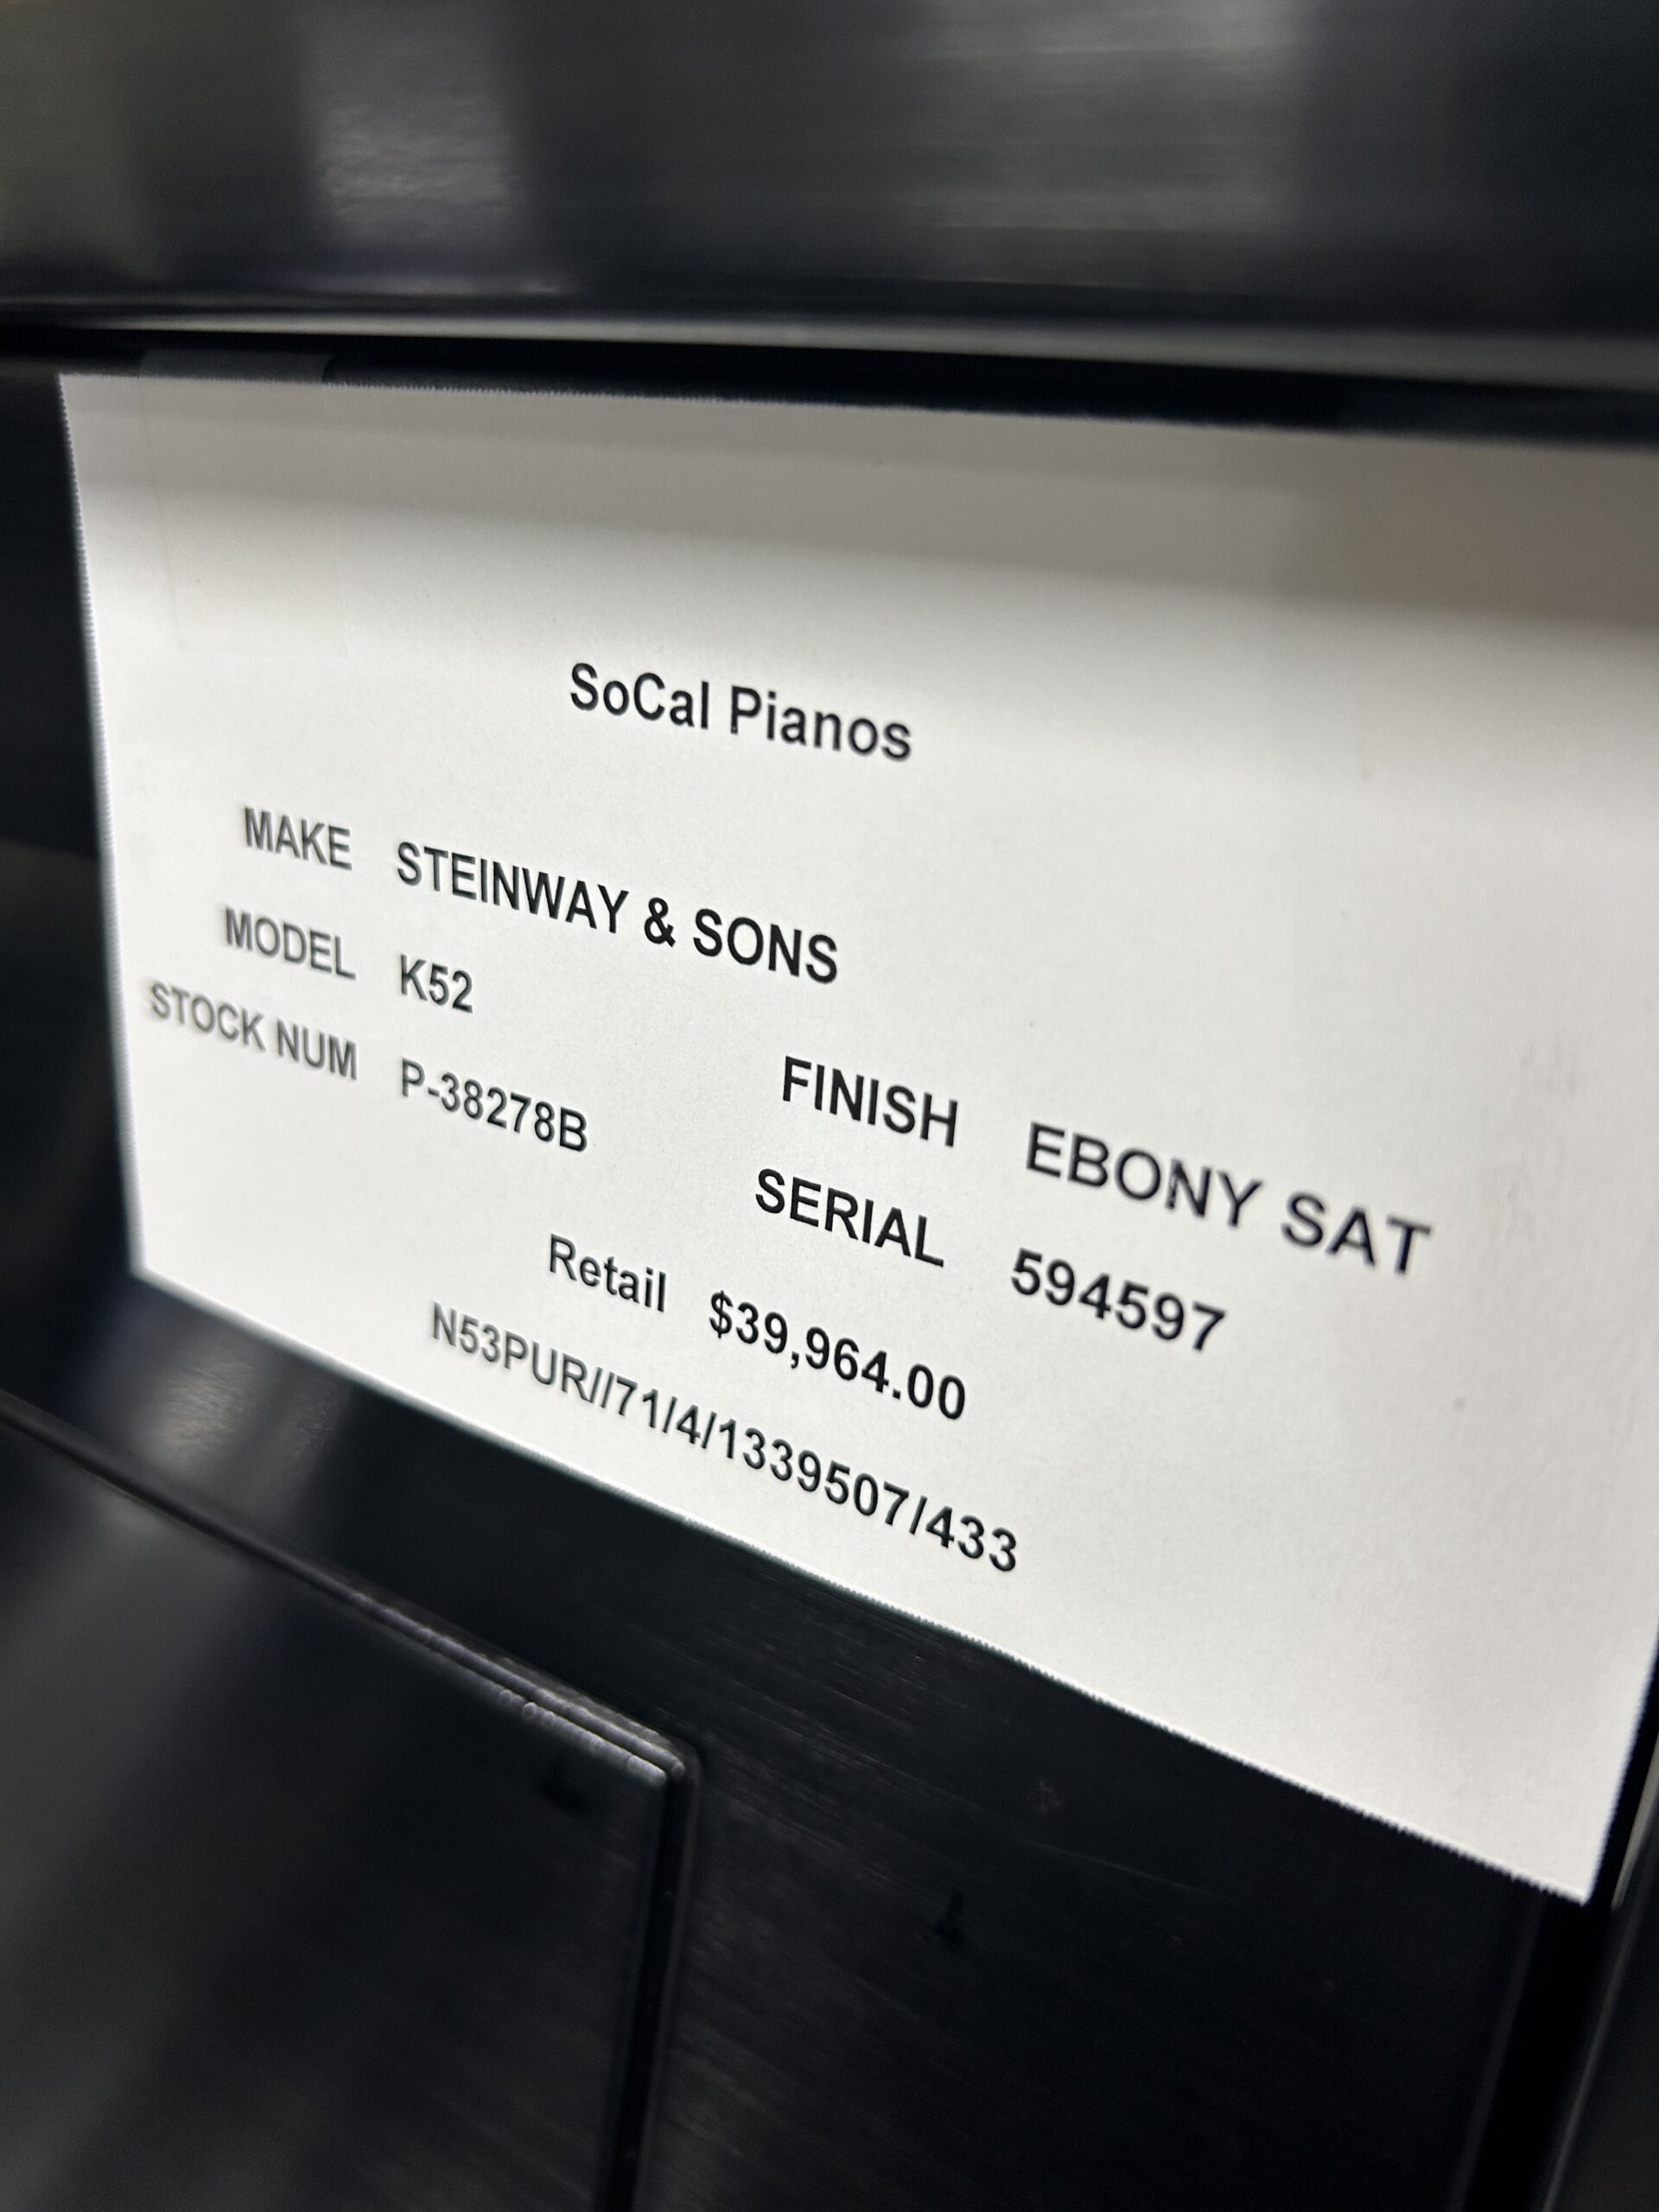 SoCal Pianos
MAKE STEINWAY & SONS
MODEL K52
FINISH EBONY SAT
STOCK NUM P-38278B
SERIAL 594597
Retail $39,964.00
N53PUR//71/4/1339507/433